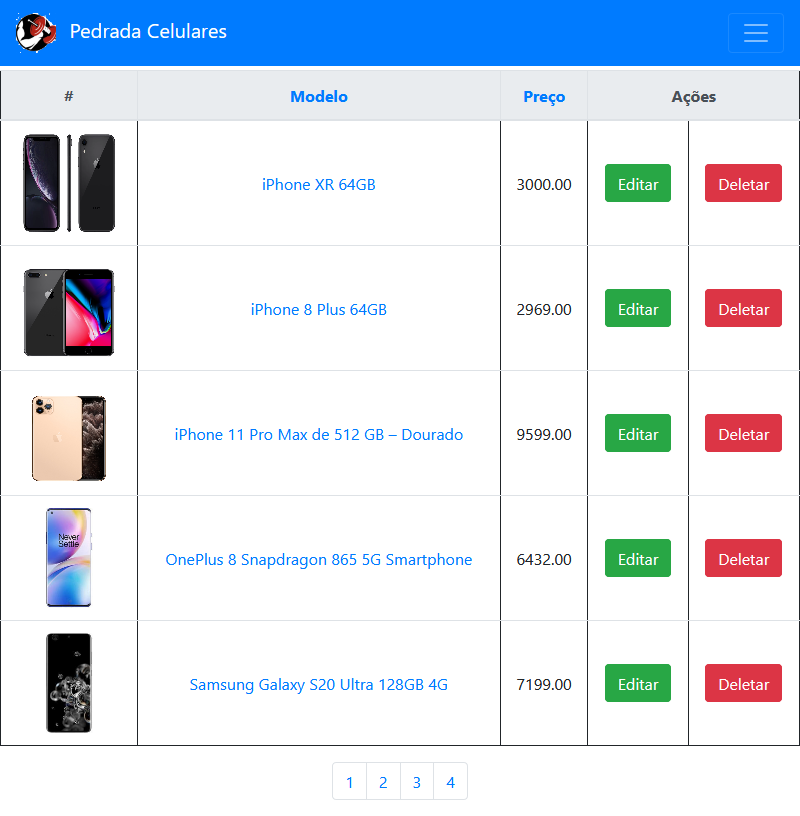 Pedrada Celulares
# Modelo Preço Ações
iPhone XR 64GB 3000.00 Editar Deletar
iPhone 8 Plus 64GB 2969.00 Editar Deletar
iPhone 11 Pro Max de 512 GB – Dourado 9599.00 Editar Deletar
Never
Settle
OnePlus 8 Snapdragon 865 5G Smartphone 6432.00 Editar Deletar
Samsung Galaxy S20 Ultra 128GB 4G 7199.00 Editar Deletar
1 2 3 4